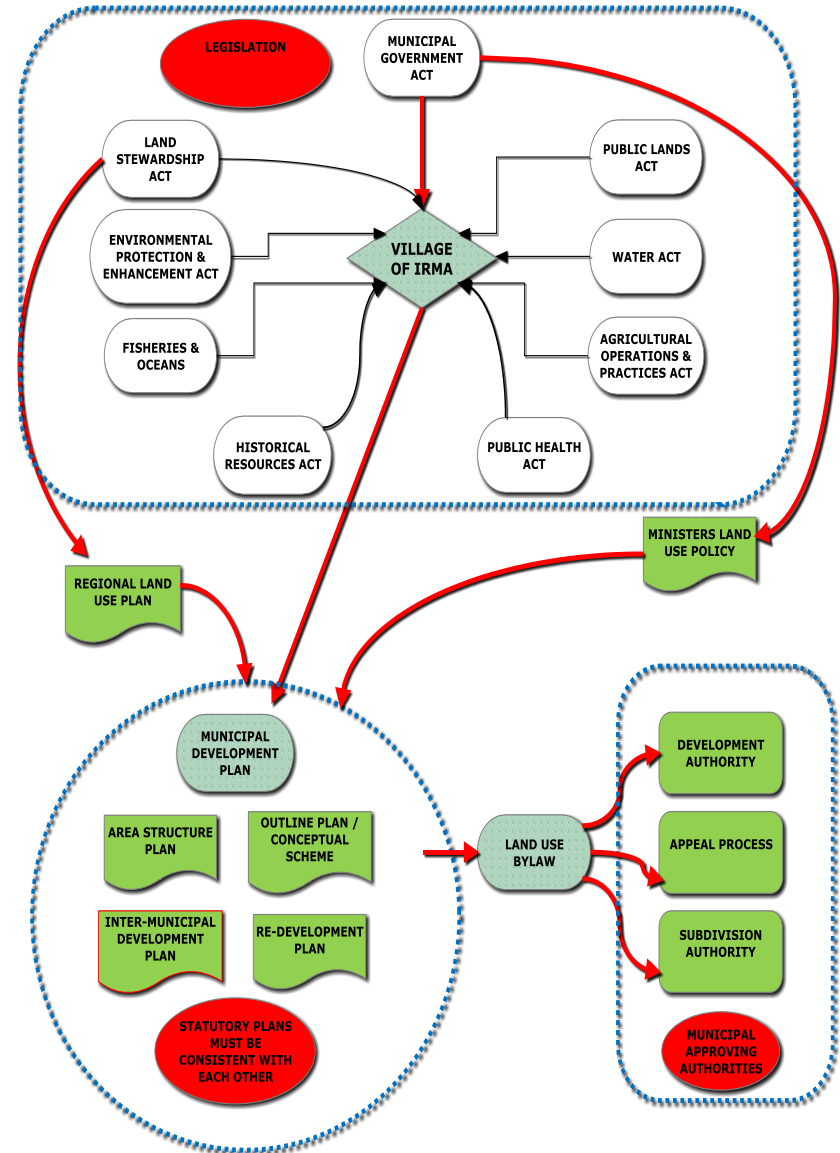 LEGISLATION
MUNICIPAL
GOVERNMENT
ACT
LAND
STEWARDSHIP
ACT
PUBLIC LANDS
ACT
ENVIRONMENTAL
PROTECTION &
ENHANCEMENT ACT
VILLAGE
OF IRMA
WATER ACT
FISHERIES &
OCEANS
AGRICULTURAL
OPERATIONS &
PRACTICES ACT
HISTORICAL
RESOURCES ACT
PUBLIC HEALTH
ACT
MINISTERS LAND
USE POLICY
REGIONAL LAND
USE PLAN
MUNICIPAL
DEVELOPMENT
PLAN
AREA STRUCTURE
PLAN
OUTLINE PLAN /
CONCEPTUAL
SCHEME
INTER-MUNICIPAL
DEVELOPMENT
PLAN
RE-DEVELOPMENT
PLAN
STATUTORY PLANS
MUST BE
CONSISTENT WITH
EACH OTHER
LAND USE
BYLAW
DEVELOPMENT
AUTHORITY
APPEAL PROCESS
SUBDIVISION
AUTHORITY
MUNICIPAL
APPROVING
AUTHORITIES